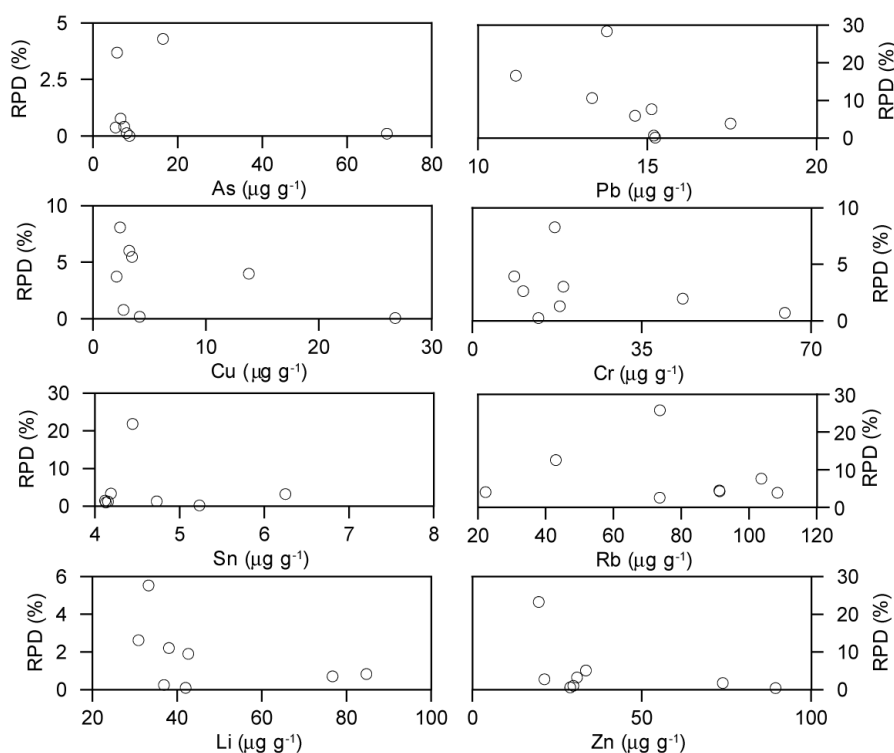 5
2.5
0
RPD (%)
0 20 40 60 80
As (µg g⁻¹)
30
20
10
0
RPD (%)
10 15 20
Pb (µg g⁻¹)
10
5
0
RPD (%)
0 10 20 30
Cu (µg g⁻¹)
10
5
0
RPD (%)
0 35 70
Cr (µg g⁻¹)
30
20
10
0
RPD (%)
4 5 6 7 8
Sn (µg g⁻¹)
30
20
10
0
RPD (%)
20 40 60 80 100 120
Rb (µg g⁻¹)
6
4
2
0
RPD (%)
20 40 60 80 100
Li (µg g⁻¹)
30
20
10
0
RPD (%)
0 50 100
Zn (µg g⁻¹)